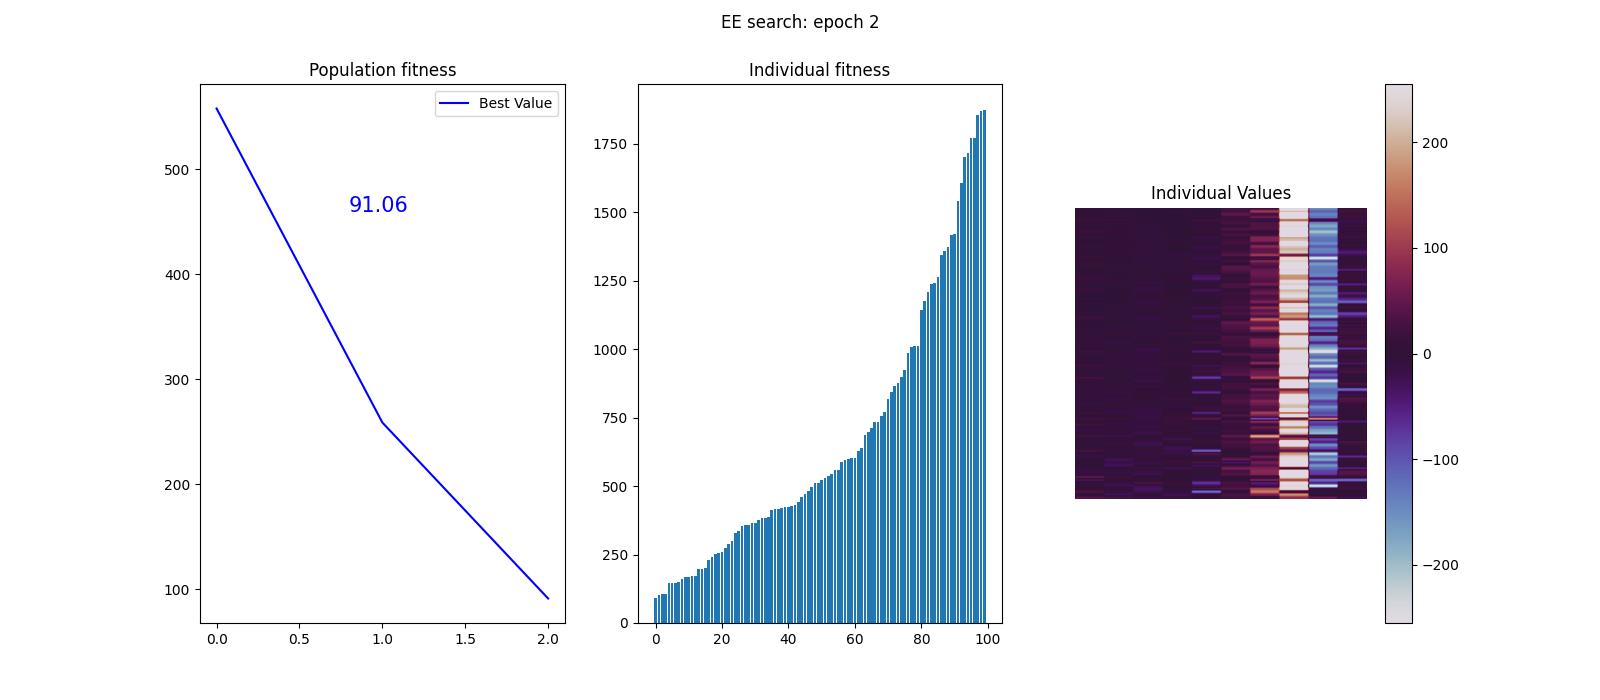 EE search: epoch 2
Population fitness
Best Value
91.06
500
400
300
200
100
0.0 0.5 1.0 1.5 2.0
Individual fitness
1750
1500
1250
1000
750
500
250
0
0 20 40 60 80 100
Individual Values
200
100
0
−100
−200